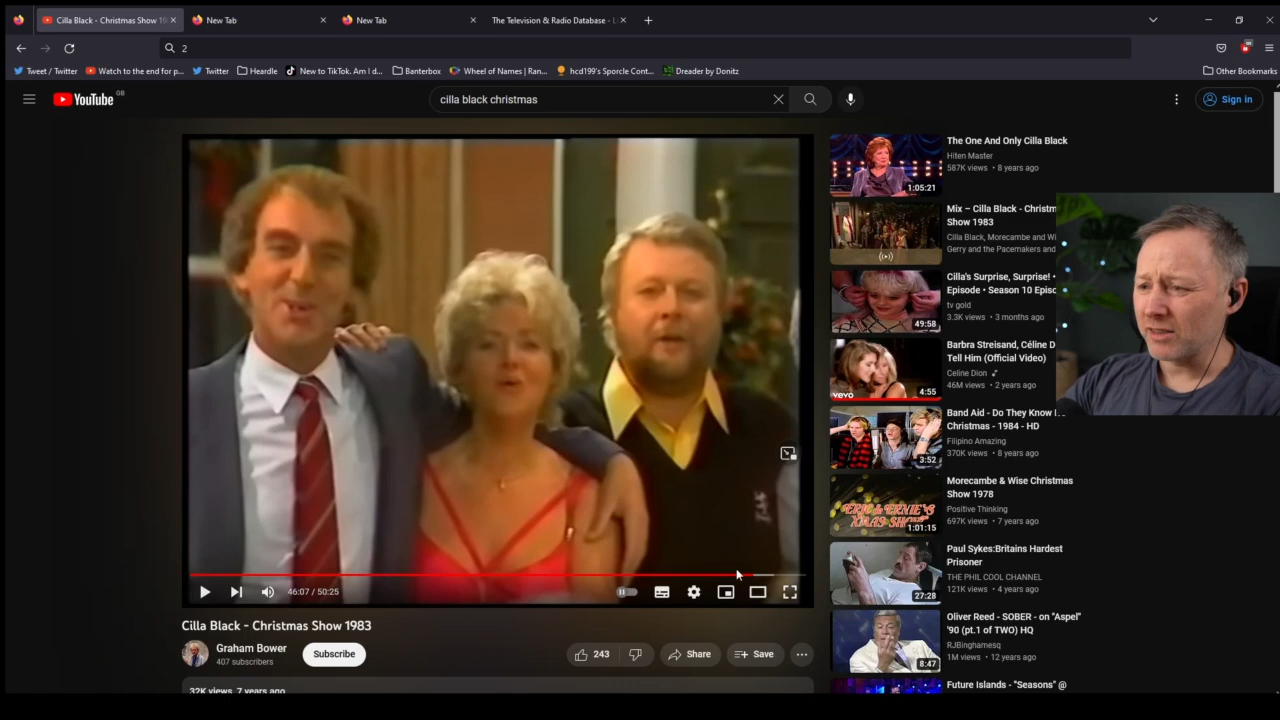 Cilla Black - Christmas Show 19
New Tab
New Tab
The Television & Radio Database -
2
Tweet / Twitter
Watch to the end for p...
Twitter
Heardle
New to TikTok. Am I d...
Banterbox
Wheel of Names | Ran...
hcd199's Sporcle Cont...
Dreader by Donitz
Other Bookmarks
YouTube GB
cilla black christmas
Sign in
46:07 / 50:25
Cilla Black - Christmas Show 1983
Graham Bower
407 subscribers
Subscribe
243
Share
Save
32K views 7 years ago
The One And Only Cilla Black
Hiten Master
587K views • 8 years ago
1:05:21
Mix – Cilla Black - Christm
Show 1983
Cilla Black, Morecambe and Wi
Gerry and the Pacemakers and
Cilla's Surprise, Surprise! •
Episode • Season 10 Episo
tv gold
3.3K views • 3 months ago
49:58
Barbra Streisand, Céline D
Tell Him (Official Video)
Celine Dion
46M views • 2 years ago
vevo
4:55
Band Aid - Do They Know I
Christmas - 1984 - HD
Filipino Amazing
370K views • 8 years ago
3:52
Morecambe & Wise Christmas
Show 1978
Positive Thinking
697K views • 7 years ago
ERIC & ERNIE'S
XMAS SHOW
1:01:15
Paul Sykes:Britains Hardest
Prisoner
THE PHIL COOL CHANNEL
121K views • 4 years ago
27:28
Oliver Reed - SOBER - on "Aspel"
'90 (pt.1 of TWO) HQ
RJBinghamesq
1M views • 12 years ago
8:47
Future Islands - "Seasons" @